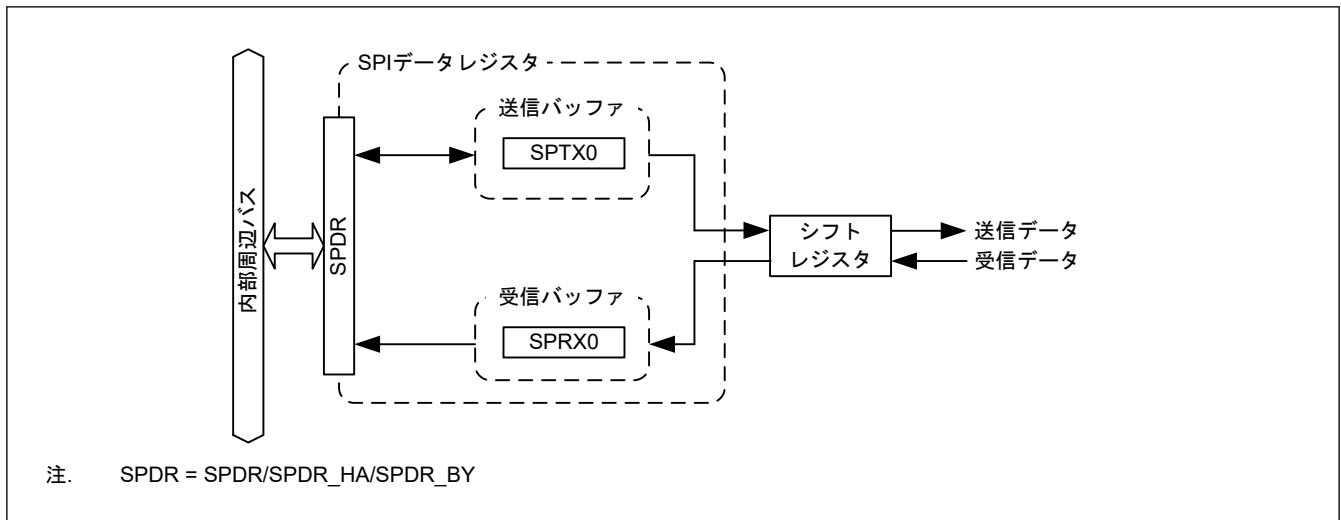 SPIデータレジスタ
送信バッファ
SPTX0
内部周辺バス
SPDR
シフト
レジスタ
送信データ
受信データ
受信バッファ
SPRX0
注. SPDR = SPDR/SPDR_HA/SPDR_BY